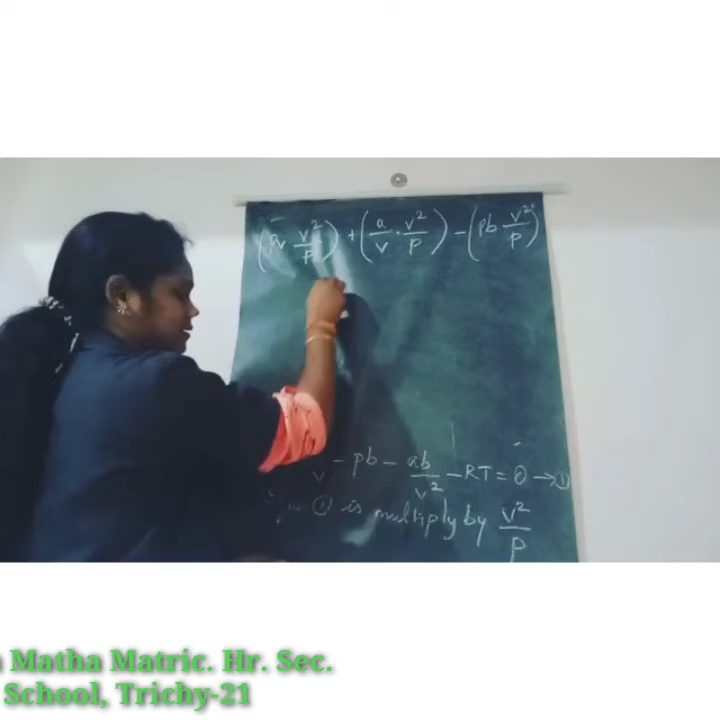 (PV · V²/P) + (a/V · V²/P) − (Pb · V²/P)
V − Pb − ab/V² − RT = 0 → ①
① is multiply by V²/P
Matha Matric. Hr. Sec.
School, Trichy-21